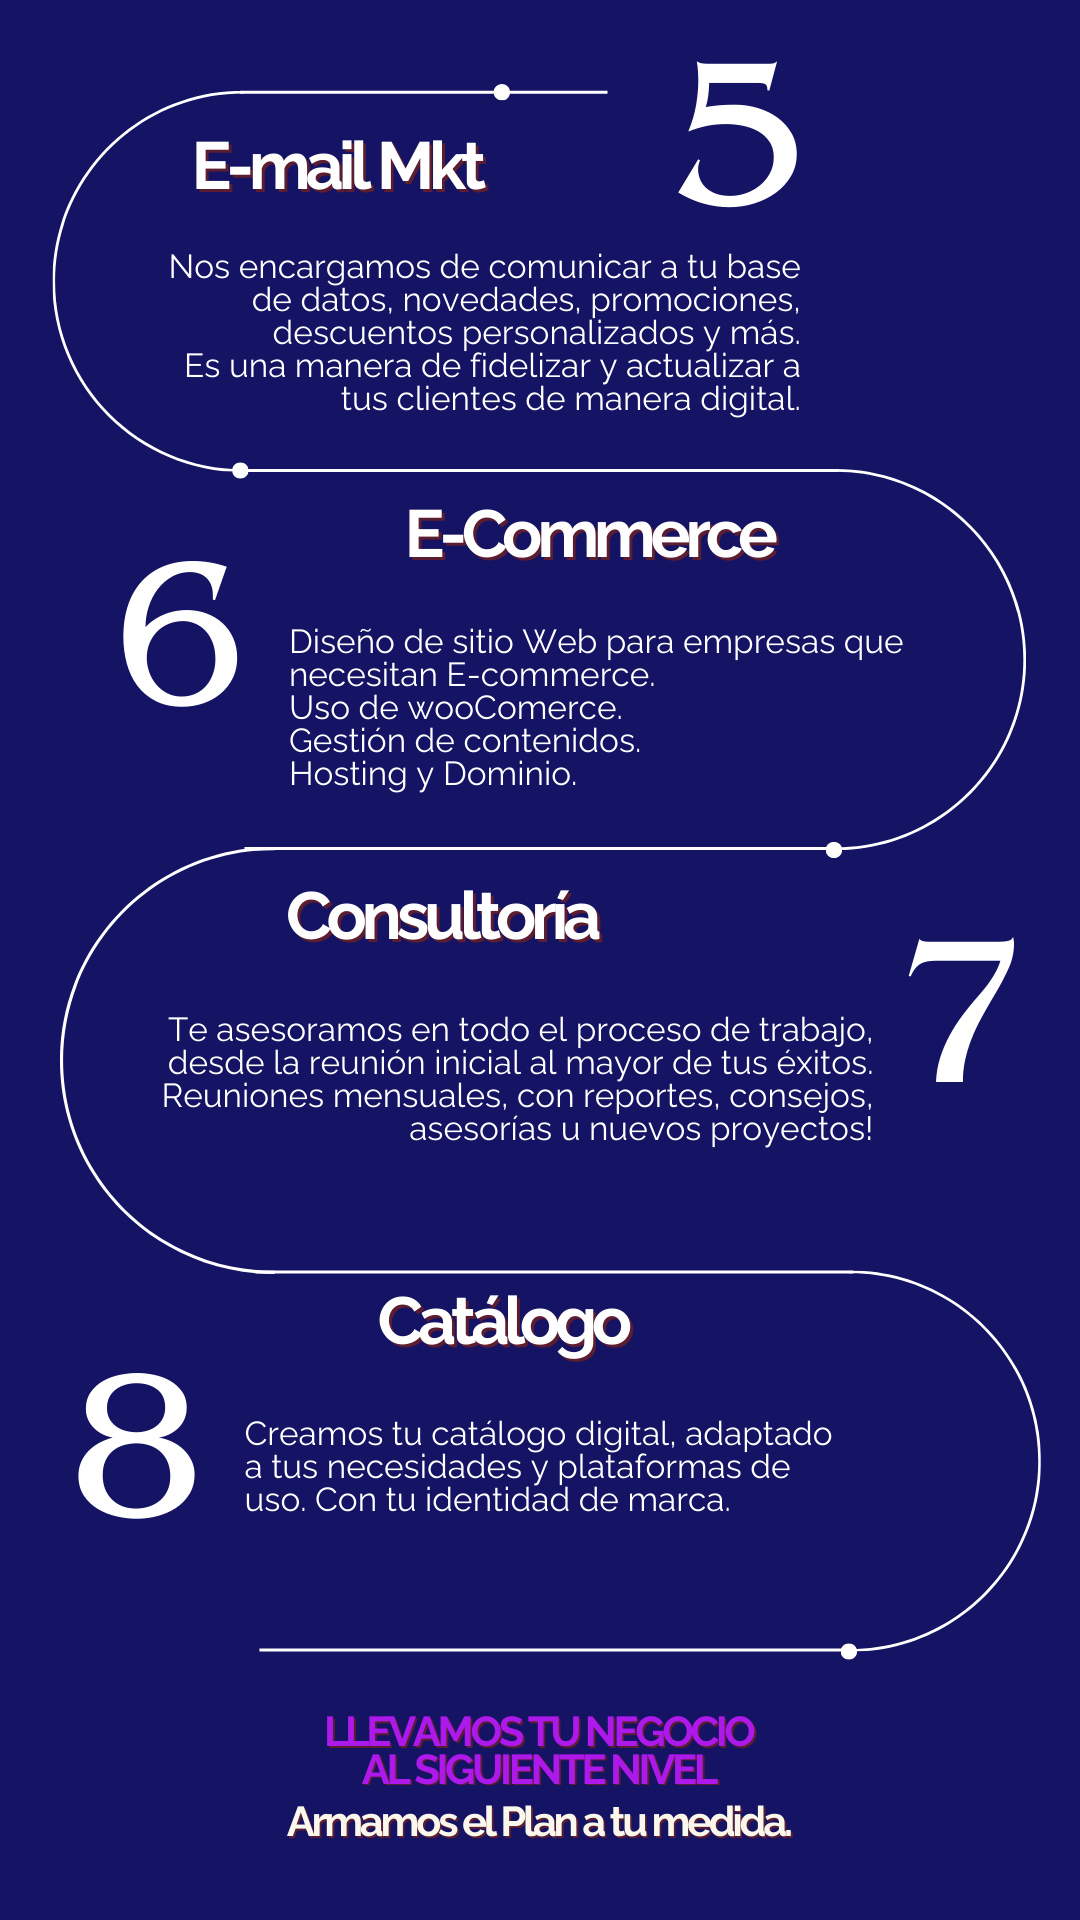 5
E-mail Mkt
Nos encargamos de comunicar a tu base
de datos, novedades, promociones,
descuentos personalizados y más.
Es una manera de fidelizar y actualizar a
tus clientes de manera digital.
E-Commerce
6
Diseño de sitio Web para empresas que
necesitan E-commerce.
Uso de wooComerce.
Gestión de contenidos.
Hosting y Dominio.
Consultoría
7
Te asesoramos en todo el proceso de trabajo,
desde la reunión inicial al mayor de tus éxitos.
Reuniones mensuales, con reportes, consejos,
asesorías u nuevos proyectos!
Catálogo
8
Creamos tu catálogo digital, adaptado
a tus necesidades y plataformas de
uso. Con tu identidad de marca.
LLEVAMOS TU NEGOCIO
AL SIGUIENTE NIVEL
Armamos el Plan a tu medida.